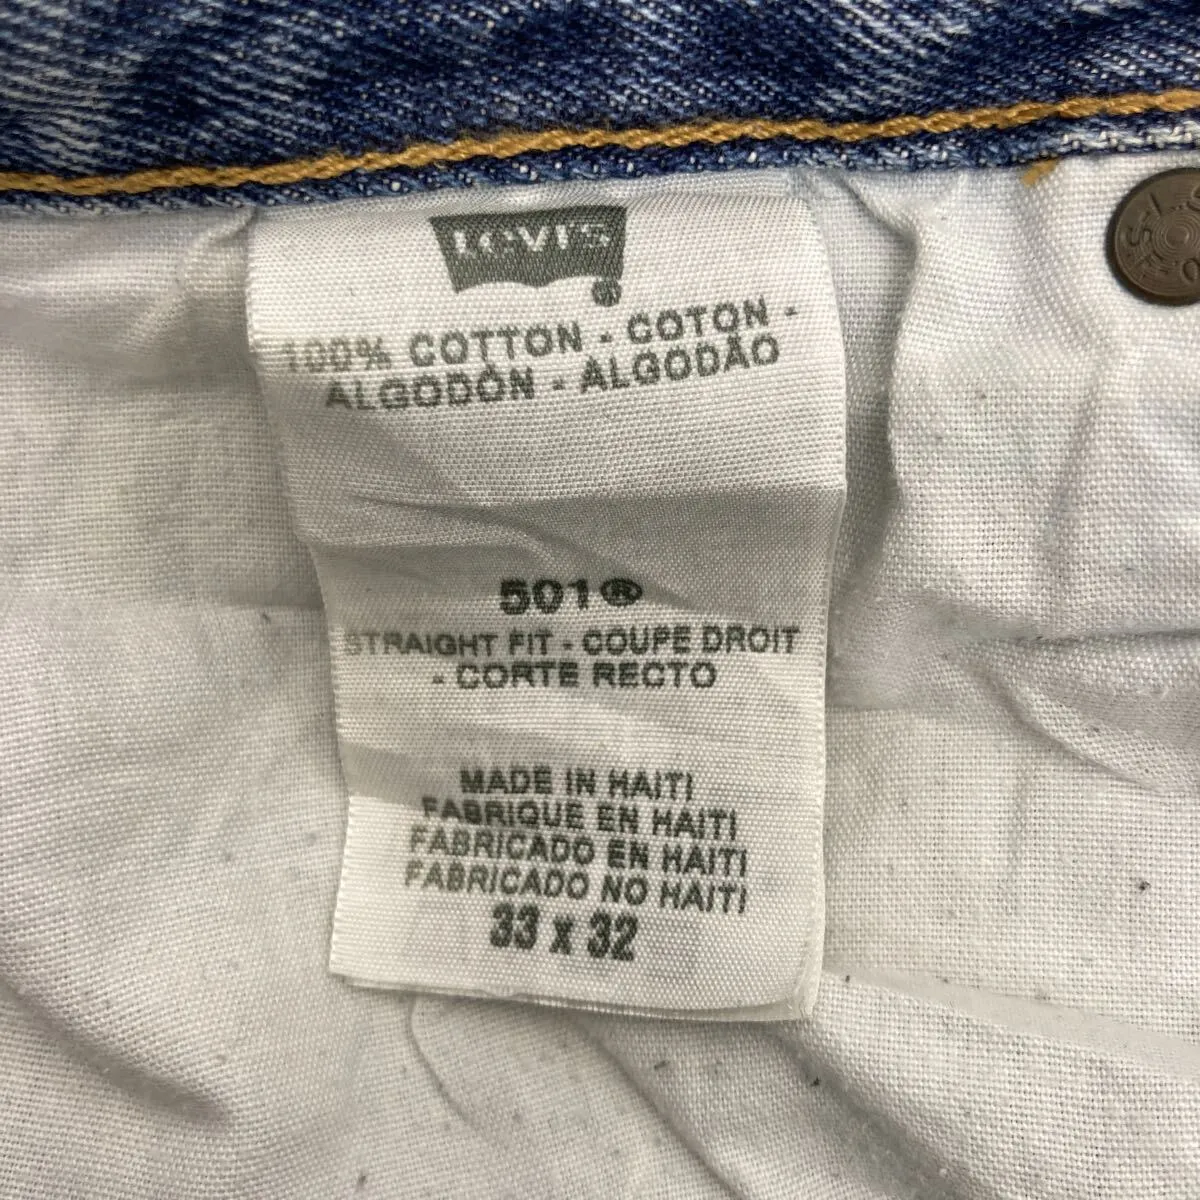 Levi's
®
100% COTTON - COTON -
ALGODÓN - ALGODÃO
501®
STRAIGHT FIT - COUPE DROIT
- CORTE RECTO
MADE IN HAITI
FABRIQUE EN HAITI
FABRICADO EN HAITI
FABRICADO NO HAITI
33 x 32